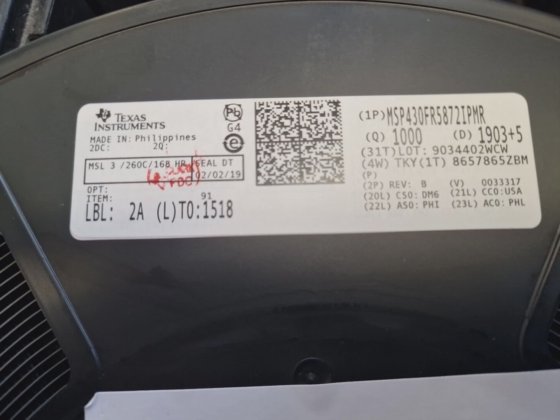 TEXAS
INSTRUMENTS
MADE IN: Philippines
2DC: 2Q:
MSL 3 /260C/168 HR SEAL DT
02/02/19
OPT:
ITEM: 91
LBL: 2A (L)TO:1518
Pb
G4
e
(1P) MSP430FR5872IPMR
(Q) 1000 (D) 1903+5
(31T) LOT: 9034402WCW
(4W) TKY(1T) 8657865ZBM
(P)
(2P) REV: B (V) 0033317
(20L) CSO: DM6 (21L) CCO:USA
(22L) ASO: PHI (23L) ACO: PHL